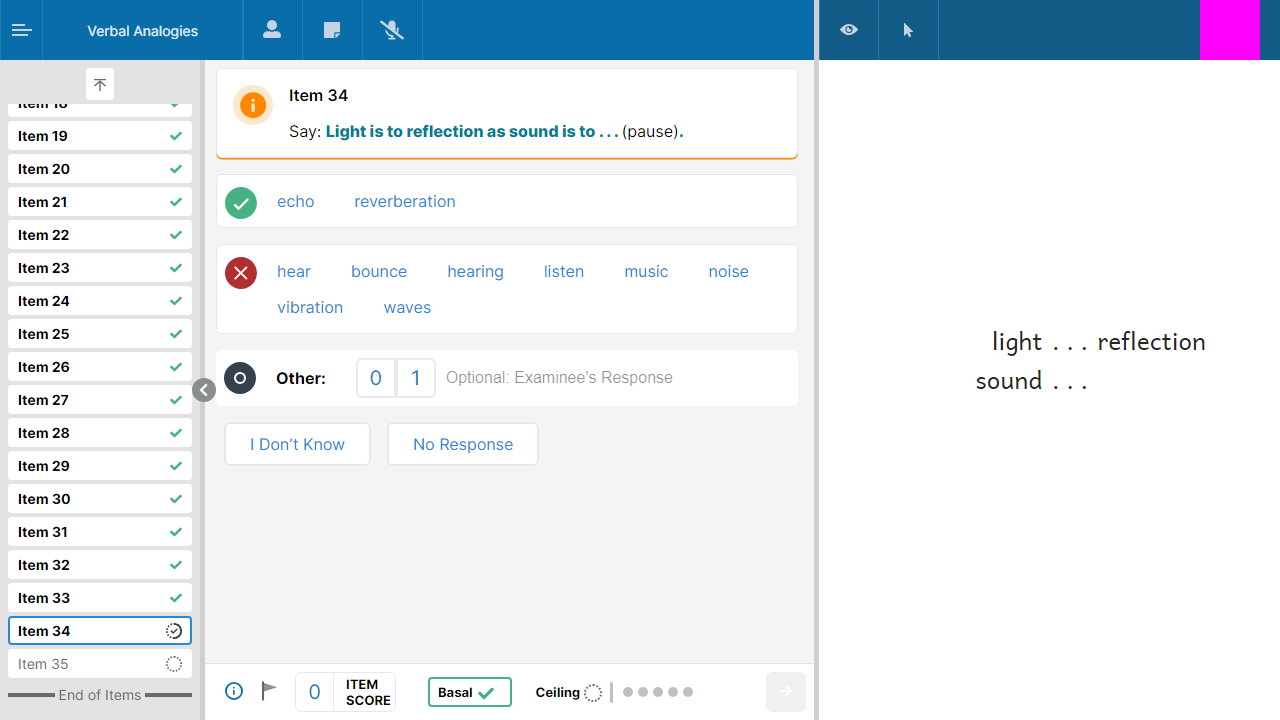 Verbal Analogies
Item 18
Item 19
Item 20
Item 21
Item 22
Item 23
Item 24
Item 25
Item 26
Item 27
Item 28
Item 29
Item 30
Item 31
Item 32
Item 33
Item 34
Item 35
End of Items
Item 34
Say: Light is to reflection as sound is to . . . (pause).
echo reverberation
hear bounce hearing listen music noise
vibration waves
Other: 0 1 Optional: Examinee's Response
I Don’t Know No Response
0 ITEM SCORE Basal Ceiling
light . . . reflection
sound . . .